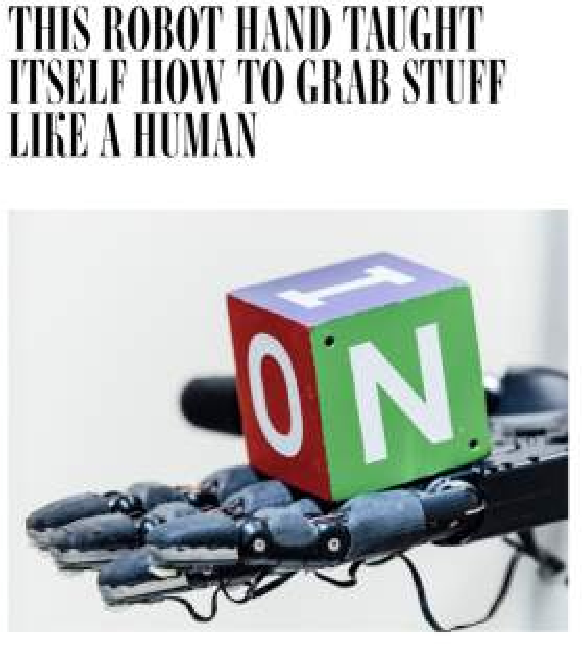 THIS ROBOT HAND TAUGHT
ITSELF HOW TO GRAB STUFF
LIKE A HUMAN
I
O N